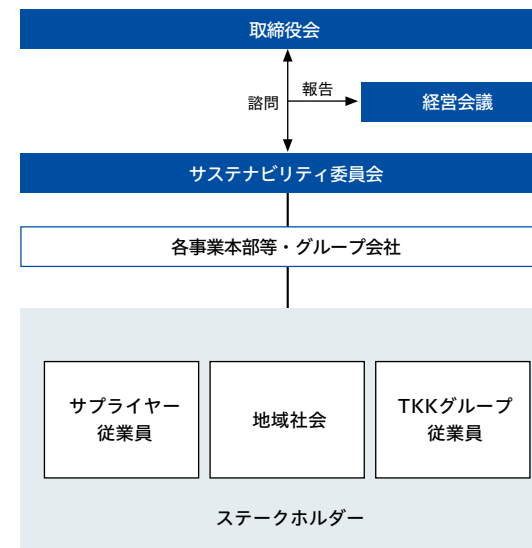 取締役会
報告
諮問
経営会議
サステナビリティ委員会
各事業本部等・グループ会社
サプライヤー
従業員
地域社会
TKKグループ
従業員
ステークホルダー